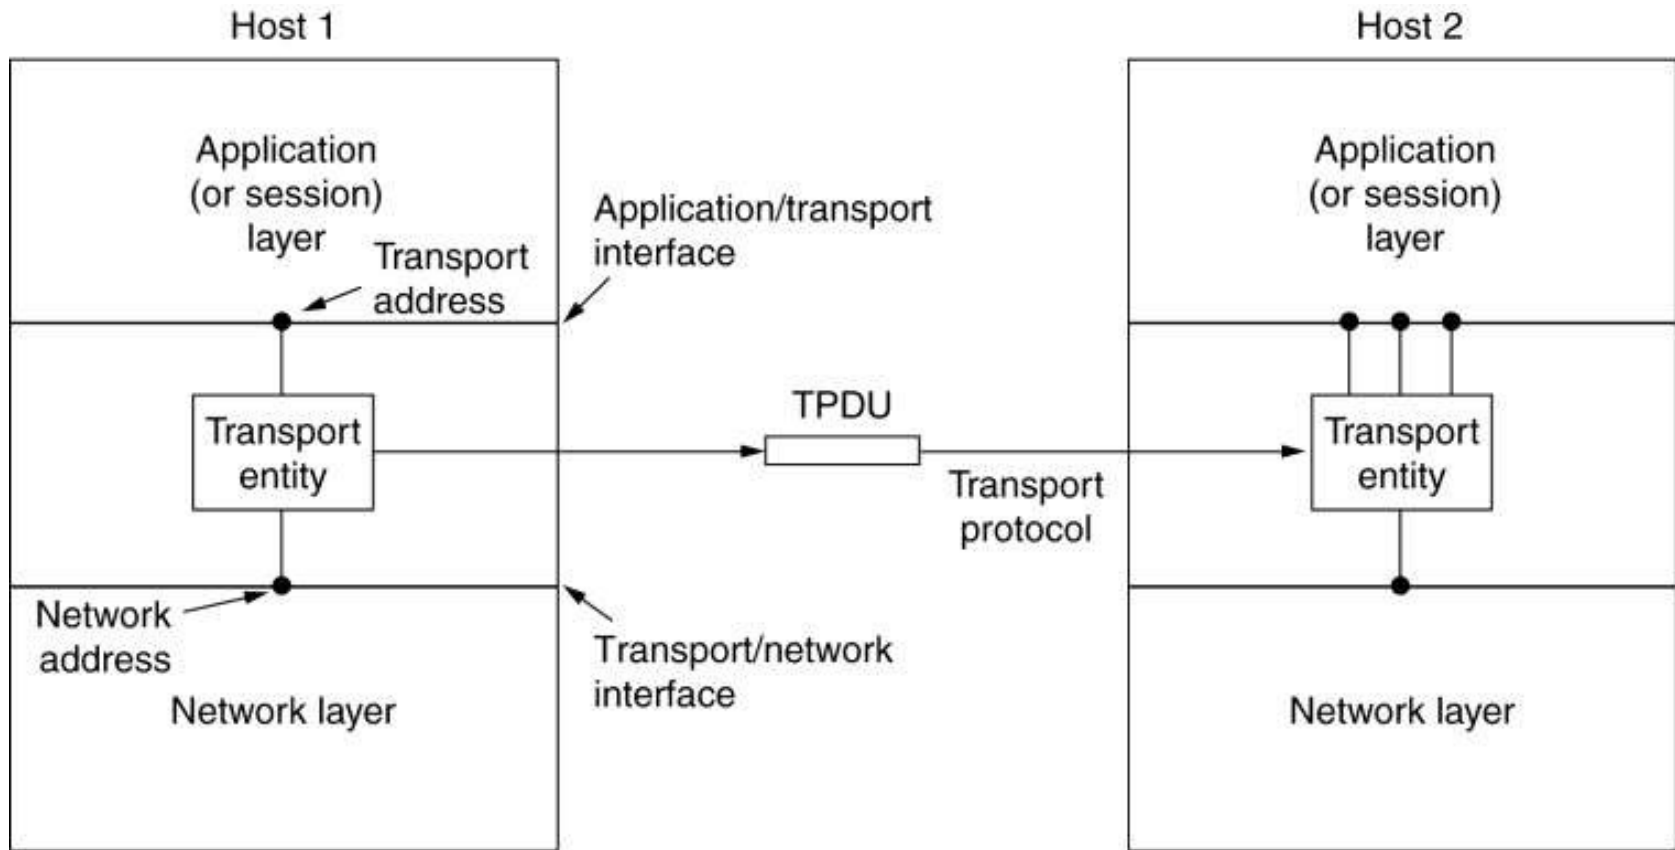 Host 1
Host 2
Application
(or session)
layer
Transport
address
Application/transport
interface
Application
(or session)
layer
Transport
entity
TPDU
Transport
protocol
Transport
entity
Network
address
Network layer
Transport/network
interface
Network layer